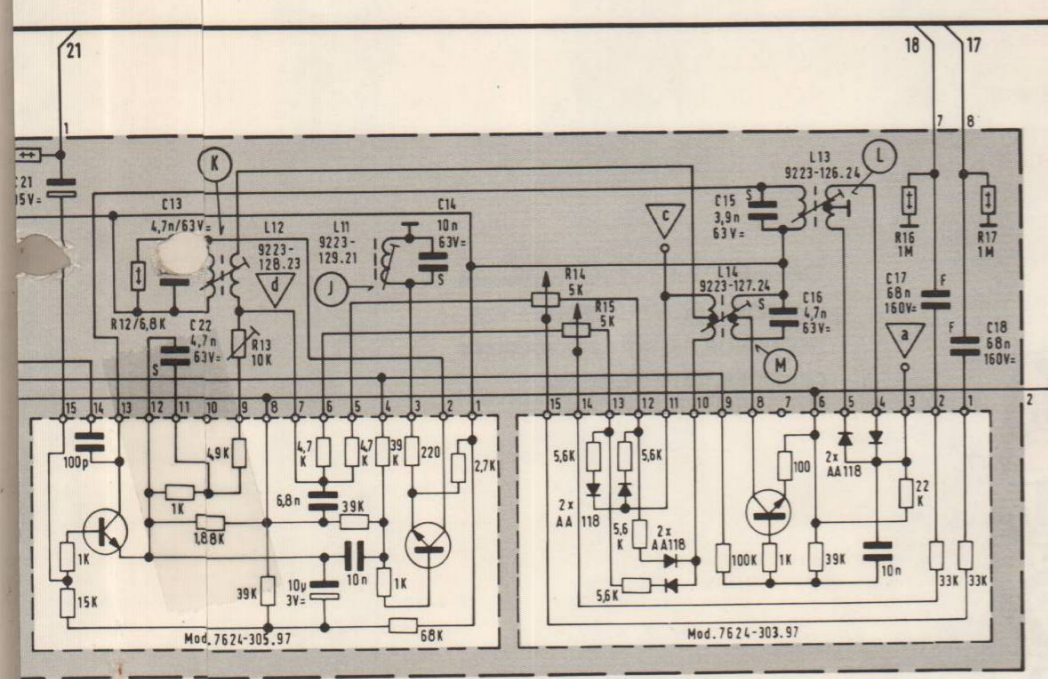 21
18
17
1
7
8
K
L13
9223-126.24
L
++
C 21
15V=
C13
4,7n/63V=
L12
9223-
128.23
d
L11
9223-
129.21
J
C14
10n
63V=
S
C
C15
3,9n
63V=
S
R16
1M
R17
1M
R14
5K
R15
5K
L14
9223-127.24
S
C16
4,7n
63V=
M
C17
68n
160V=
F
a
F
C18
68n
160V=
R12/6,8K
C22
4,7n
63V=
S
R13
10K
2
15 14 13 12 11 10 9 8 7 6 5 4 3 2 1
15 14 13 12 11 10 9 8 7 6 5 4 3 2 1
100p
4,9K
1K
1,88K
1K
15K
39K
4,7
K
4,7
K
39
K
220
2,7K
6,8n
39K
10n
10µ
3V=
1K
68K
Mod.7624-305.97
5,6K
5,6K
2x
AA 118
5,6
K
2x
AA118
5,6K
100K
100
1K
39K
2x
AA118
22
K
10n
33K
33K
Mod.7624-303.97